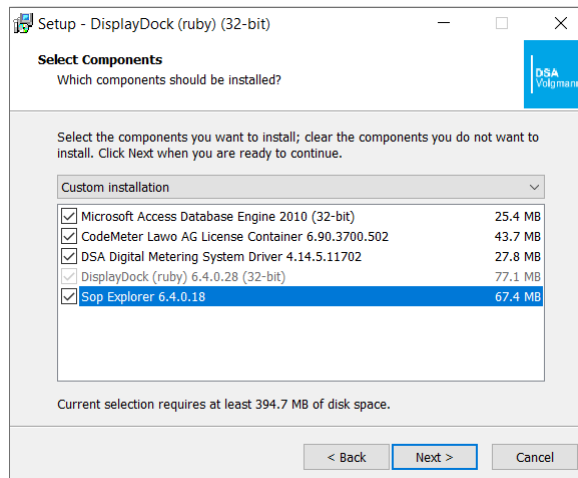 Setup - DisplayDock (ruby) (32-bit)
Select Components
Which components should be installed?
DSA
Volgmann
Select the components you want to install; clear the components you do not want to
install. Click Next when you are ready to continue.
Custom installation
Microsoft Access Database Engine 2010 (32-bit) 25.4 MB
CodeMeter Lawo AG License Container 6.90.3700.502 43.7 MB
DSA Digital Metering System Driver 4.14.5.11702 27.8 MB
DisplayDock (ruby) 6.4.0.28 (32-bit) 77.1 MB
Sop Explorer 6.4.0.18 67.4 MB
Current selection requires at least 394.7 MB of disk space.
< Back Next > Cancel